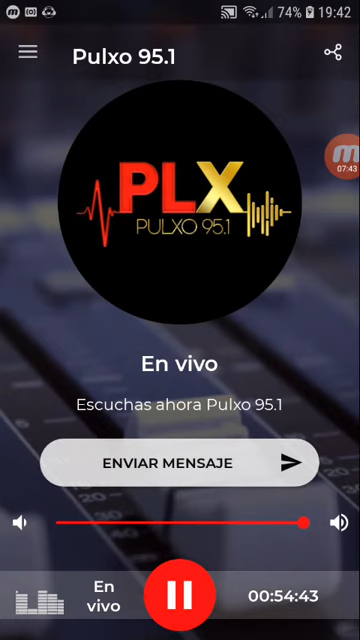 74% 19:42
Pulxo 95.1
07:43
PLX
PULXO 95.1
En vivo
Escuchas ahora Pulxo 95.1
ENVIAR MENSAJE
En
vivo
00:54:43